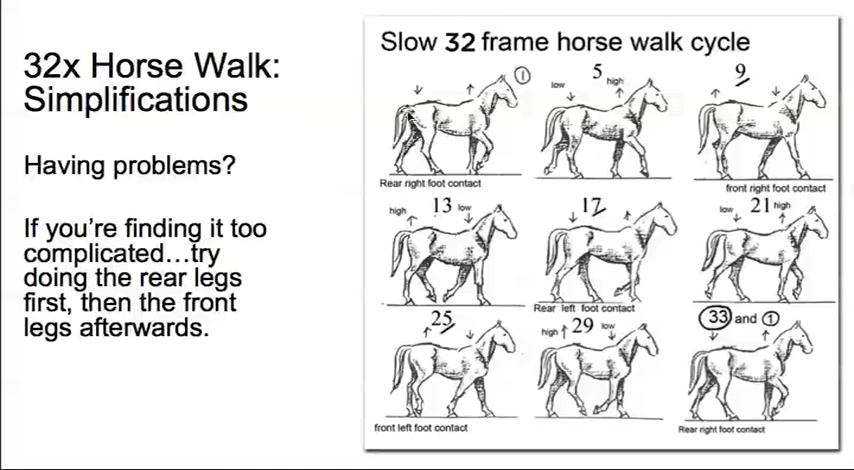 32x Horse Walk:
Simplifications
Having problems?
If you're finding it too
complicated...try
doing the rear legs
first, then the front
legs afterwards.
Slow 32 frame horse walk cycle
1
Rear right foot contact
low 5 high
9
front right foot contact
high 13 low
17
Rear left foot contact
low 21 high
25
front left foot contact
high 29 low
33 and 1
Rear right foot contact